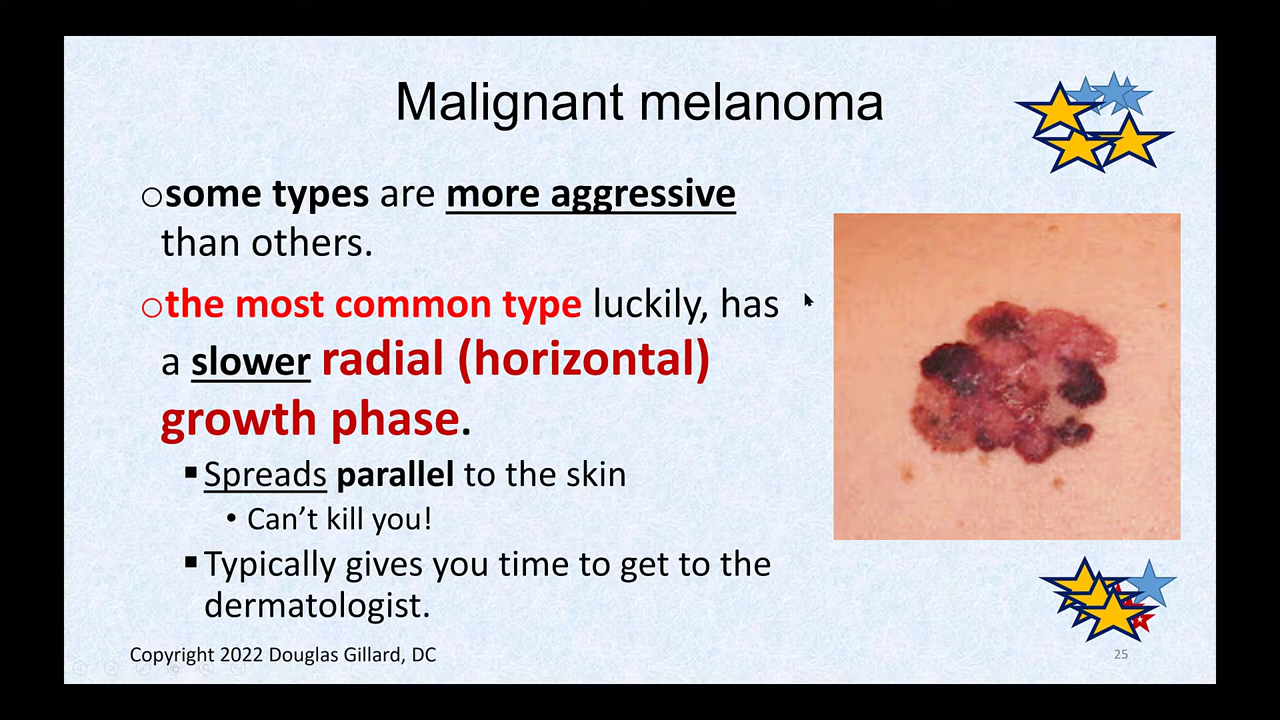 Malignant melanoma
some types are more aggressive
than others.
the most common type luckily, has
a slower radial (horizontal)
growth phase.
Spreads parallel to the skin
Can’t kill you!
Typically gives you time to get to the
dermatologist.
Copyright 2022 Douglas Gillard, DC
25